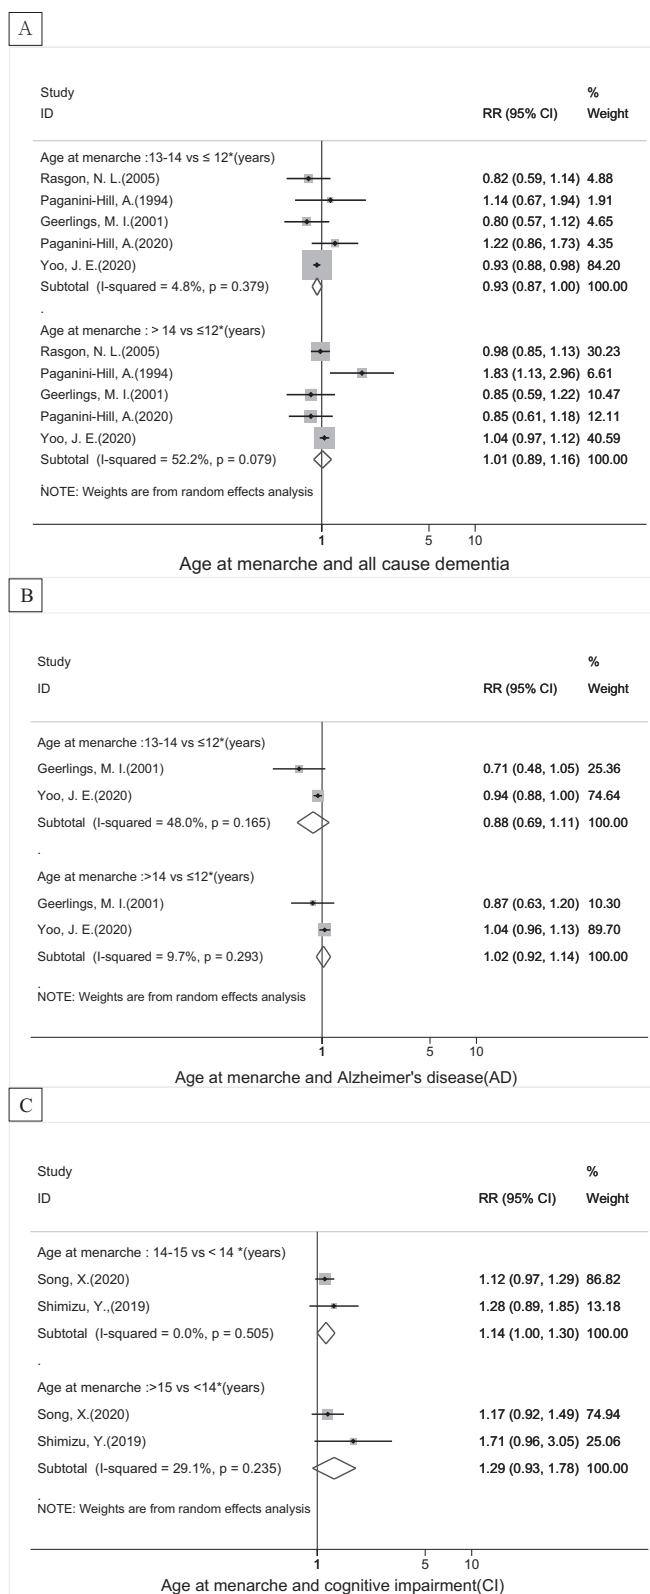 A
Study %
ID RR (95% CI) Weight
Age at menarche :13-14 vs ≤ 12*(years)
Rasgon, N. L.(2005) 0.82 (0.59, 1.14) 4.88
Paganini-Hill, A.(1994) 1.14 (0.67, 1.94) 1.91
Geerlings, M. I.(2001) 0.80 (0.57, 1.12) 4.65
Paganini-Hill, A.(2020) 1.22 (0.86, 1.73) 4.35
Yoo, J. E.(2020) 0.93 (0.88, 0.98) 84.20
Subtotal (I-squared = 4.8%, p = 0.379) 0.93 (0.87, 1.00) 100.00
.
Age at menarche : > 14 vs ≤12*(years)
Rasgon, N. L.(2005) 0.98 (0.85, 1.13) 30.23
Paganini-Hill, A.(1994) 1.83 (1.13, 2.96) 6.61
Geerlings, M. I.(2001) 0.85 (0.59, 1.22) 10.47
Paganini-Hill, A.(2020) 0.85 (0.61, 1.18) 12.11
Yoo, J. E.(2020) 1.04 (0.97, 1.12) 40.59
Subtotal (I-squared = 52.2%, p = 0.079) 1.01 (0.89, 1.16) 100.00
.
NOTE: Weights are from random effects analysis
1 5 10
Age at menarche and all cause dementia
B
Study %
ID RR (95% CI) Weight
Age at menarche :13-14 vs ≤12*(years)
Geerlings, M. I.(2001) 0.71 (0.48, 1.05) 25.36
Yoo, J. E.(2020) 0.94 (0.88, 1.00) 74.64
Subtotal (I-squared = 48.0%, p = 0.165) 0.88 (0.69, 1.11) 100.00
.
Age at menarche :>14 vs ≤12*(years)
Geerlings, M. I.(2001) 0.87 (0.63, 1.20) 10.30
Yoo, J. E.(2020) 1.04 (0.96, 1.13) 89.70
Subtotal (I-squared = 9.7%, p = 0.293) 1.02 (0.92, 1.14) 100.00
.
NOTE: Weights are from random effects analysis
1 5 10
Age at menarche and Alzheimer's disease(AD)
C
Study %
ID RR (95% CI) Weight
Age at menarche : 14-15 vs < 14 *(years)
Song, X.(2020) 1.12 (0.97, 1.29) 86.82
Shimizu, Y.,(2019) 1.28 (0.89, 1.85) 13.18
Subtotal (I-squared = 0.0%, p = 0.505) 1.14 (1.00, 1.30) 100.00
.
Age at menarche :>15 vs <14*(years)
Song, X.(2020) 1.17 (0.92, 1.49) 74.94
Shimizu, Y.(2019) 1.71 (0.96, 3.05) 25.06
Subtotal (I-squared = 29.1%, p = 0.235) 1.29 (0.93, 1.78) 100.00
.
NOTE: Weights are from random effects analysis
1 5 10
Age at menarche and cognitive impairment(CI)